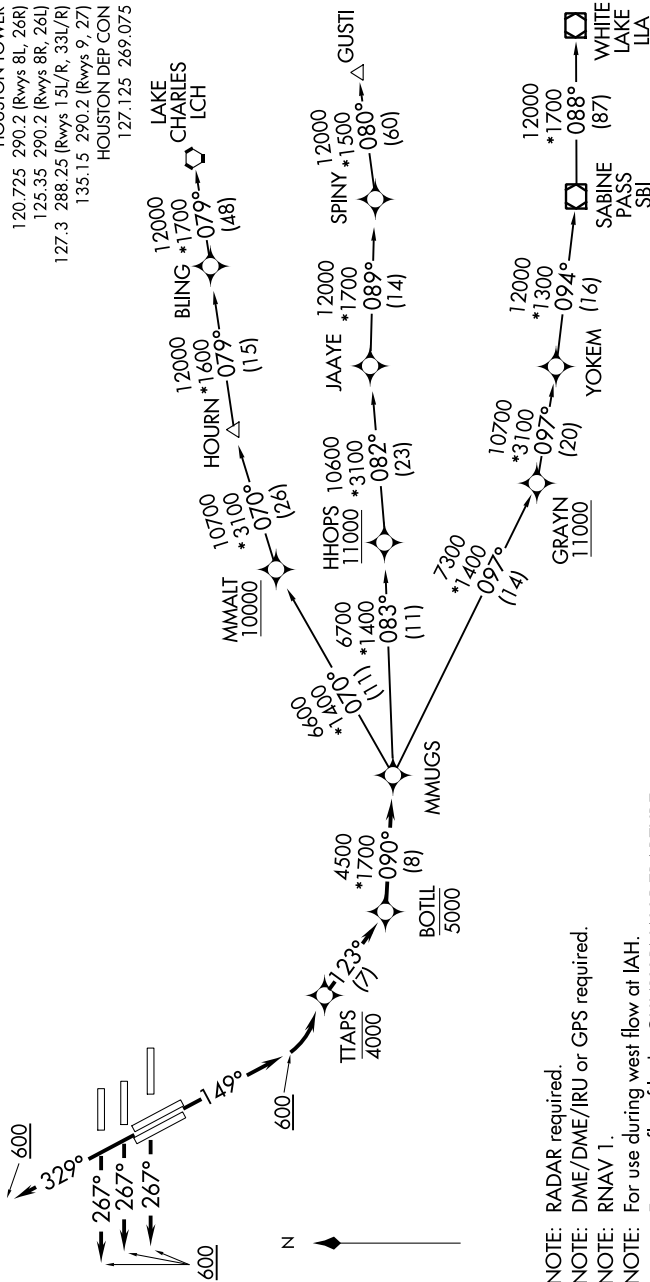 HOUSTON TOWER
120.725 290.2 (Rwys 8L, 26R)
125.35 290.2 (Rwys 8R, 26L)
127.3 288.25 (Rwys 15L/R, 33L/R)
135.15 290.2 (Rwys 9, 27)
HOUSTON DEP CON
127.125 269.075
600
329°
267°
267°
267°
600
149°
600
N
TTAPS
4000
123°
(7)
BOTLL
5000
4500
*1700
090°
(8)
MMUGS
6600
*1400
070°
(11)
MMALT
10000
10700
*3100
070°
(26)
HOURN
12000
*1600
079°
(15)
BLING
12000
*1700
079°
(48)
LAKE
CHARLES
LCH
6700
*1400
083°
(11)
HHOPS
11000
10600
*3100
082°
(23)
JAAYE
12000
*1700
089°
(14)
SPINY
12000
*1500
080°
(60)
GUSTI
7300
*1400
097°
(14)
GRAYN
11000
10700
*3100
097°
(20)
YOKEM
12000
*1300
094°
(16)
SABINE
PASS
SBI
12000
*1700
088°
(87)
WHITE
LAKE
LLA
NOTE: RADAR required.
NOTE: DME/DME/IRU or GPS required.
NOTE: RNAV 1.
NOTE: For use during west flow at IAH.